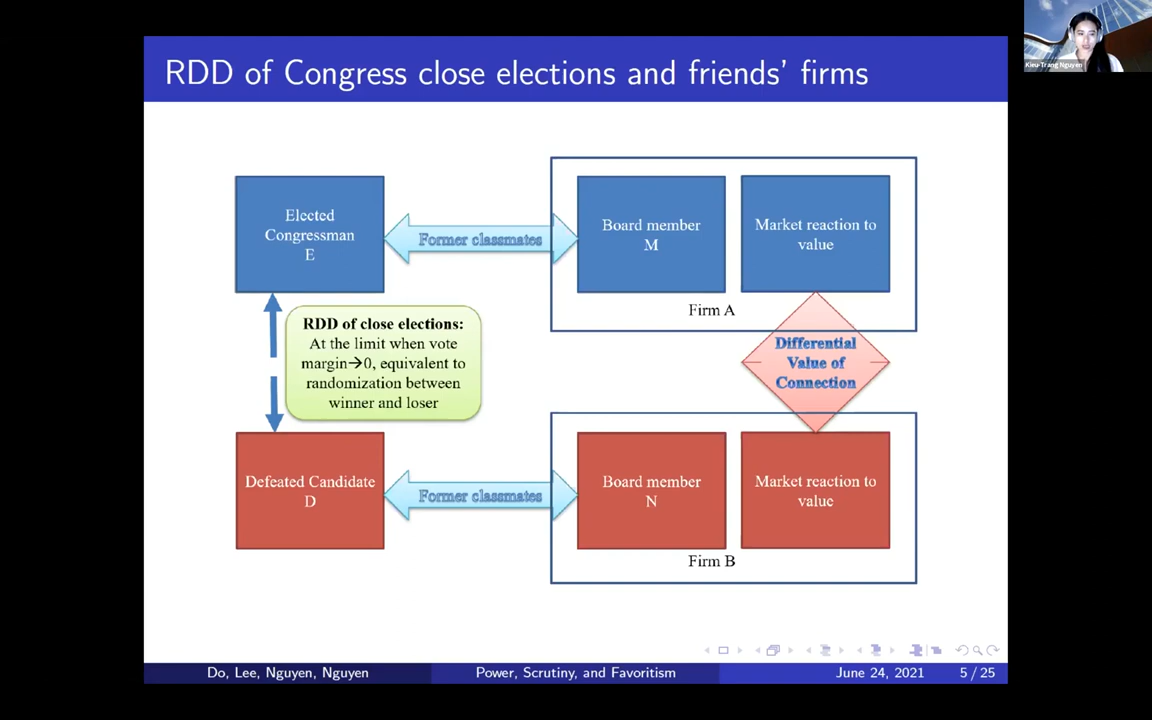 RDD of Congress close elections and friends' firms
Kieu-Trang Nguyen
Elected
Congressman
E
Former classmates
Board member
M
Market reaction to
value
Firm A
RDD of close elections:
At the limit when vote
margin→0, equivalent to
randomization between
winner and loser
Differential
Value of
Connection
Defeated Candidate
D
Former classmates
Board member
N
Market reaction to
value
Firm B
Do, Lee, Nguyen, Nguyen
Power, Scrutiny, and Favoritism
June 24, 2021
5 / 25